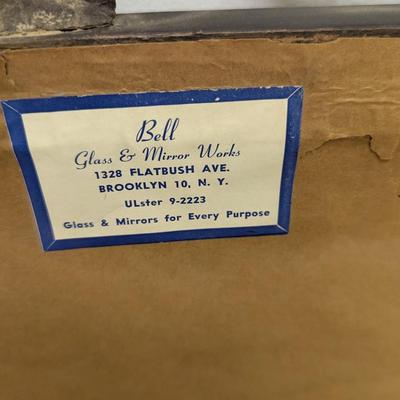 Bell
Glass & Mirror Works
1328 FLATBUSH AVE.
BROOKLYN 10, N. Y.
ULster 9-2223
Glass & Mirrors for Every Purpose